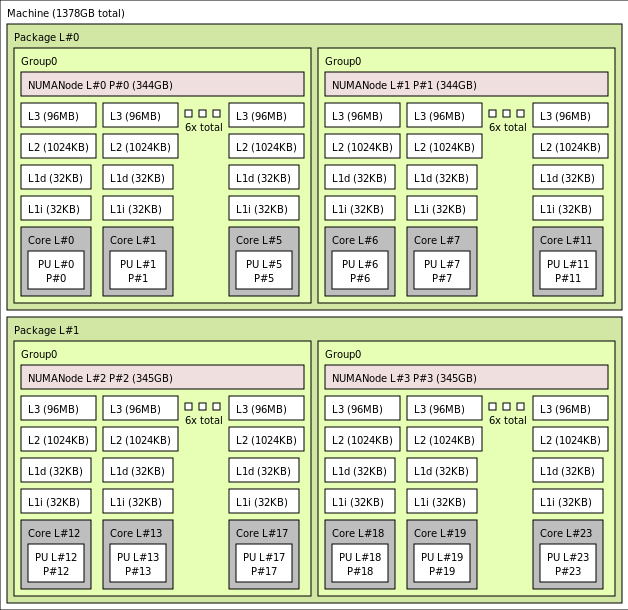 Machine (1378GB total)
Package L#0
Group0
NUMANode L#0 P#0 (344GB)
L3 (96MB) L3 (96MB) L3 (96MB)
6x total
L2 (1024KB) L2 (1024KB) L2 (1024KB)
L1d (32KB) L1d (32KB) L1d (32KB)
L1i (32KB) L1i (32KB) L1i (32KB)
Core L#0 Core L#1 Core L#5
PU L#0 PU L#1 PU L#5
P#0 P#1 P#5
Group0
NUMANode L#1 P#1 (344GB)
L3 (96MB) L3 (96MB) L3 (96MB)
6x total
L2 (1024KB) L2 (1024KB) L2 (1024KB)
L1d (32KB) L1d (32KB) L1d (32KB)
L1i (32KB) L1i (32KB) L1i (32KB)
Core L#6 Core L#7 Core L#11
PU L#6 PU L#7 PU L#11
P#6 P#7 P#11
Package L#1
Group0
NUMANode L#2 P#2 (345GB)
L3 (96MB) L3 (96MB) L3 (96MB)
6x total
L2 (1024KB) L2 (1024KB) L2 (1024KB)
L1d (32KB) L1d (32KB) L1d (32KB)
L1i (32KB) L1i (32KB) L1i (32KB)
Core L#12 Core L#13 Core L#17
PU L#12 PU L#13 PU L#17
P#12 P#13 P#17
Group0
NUMANode L#3 P#3 (345GB)
L3 (96MB) L3 (96MB) L3 (96MB)
6x total
L2 (1024KB) L2 (1024KB) L2 (1024KB)
L1d (32KB) L1d (32KB) L1d (32KB)
L1i (32KB) L1i (32KB) L1i (32KB)
Core L#18 Core L#19 Core L#23
PU L#18 PU L#19 PU L#23
P#18 P#19 P#23